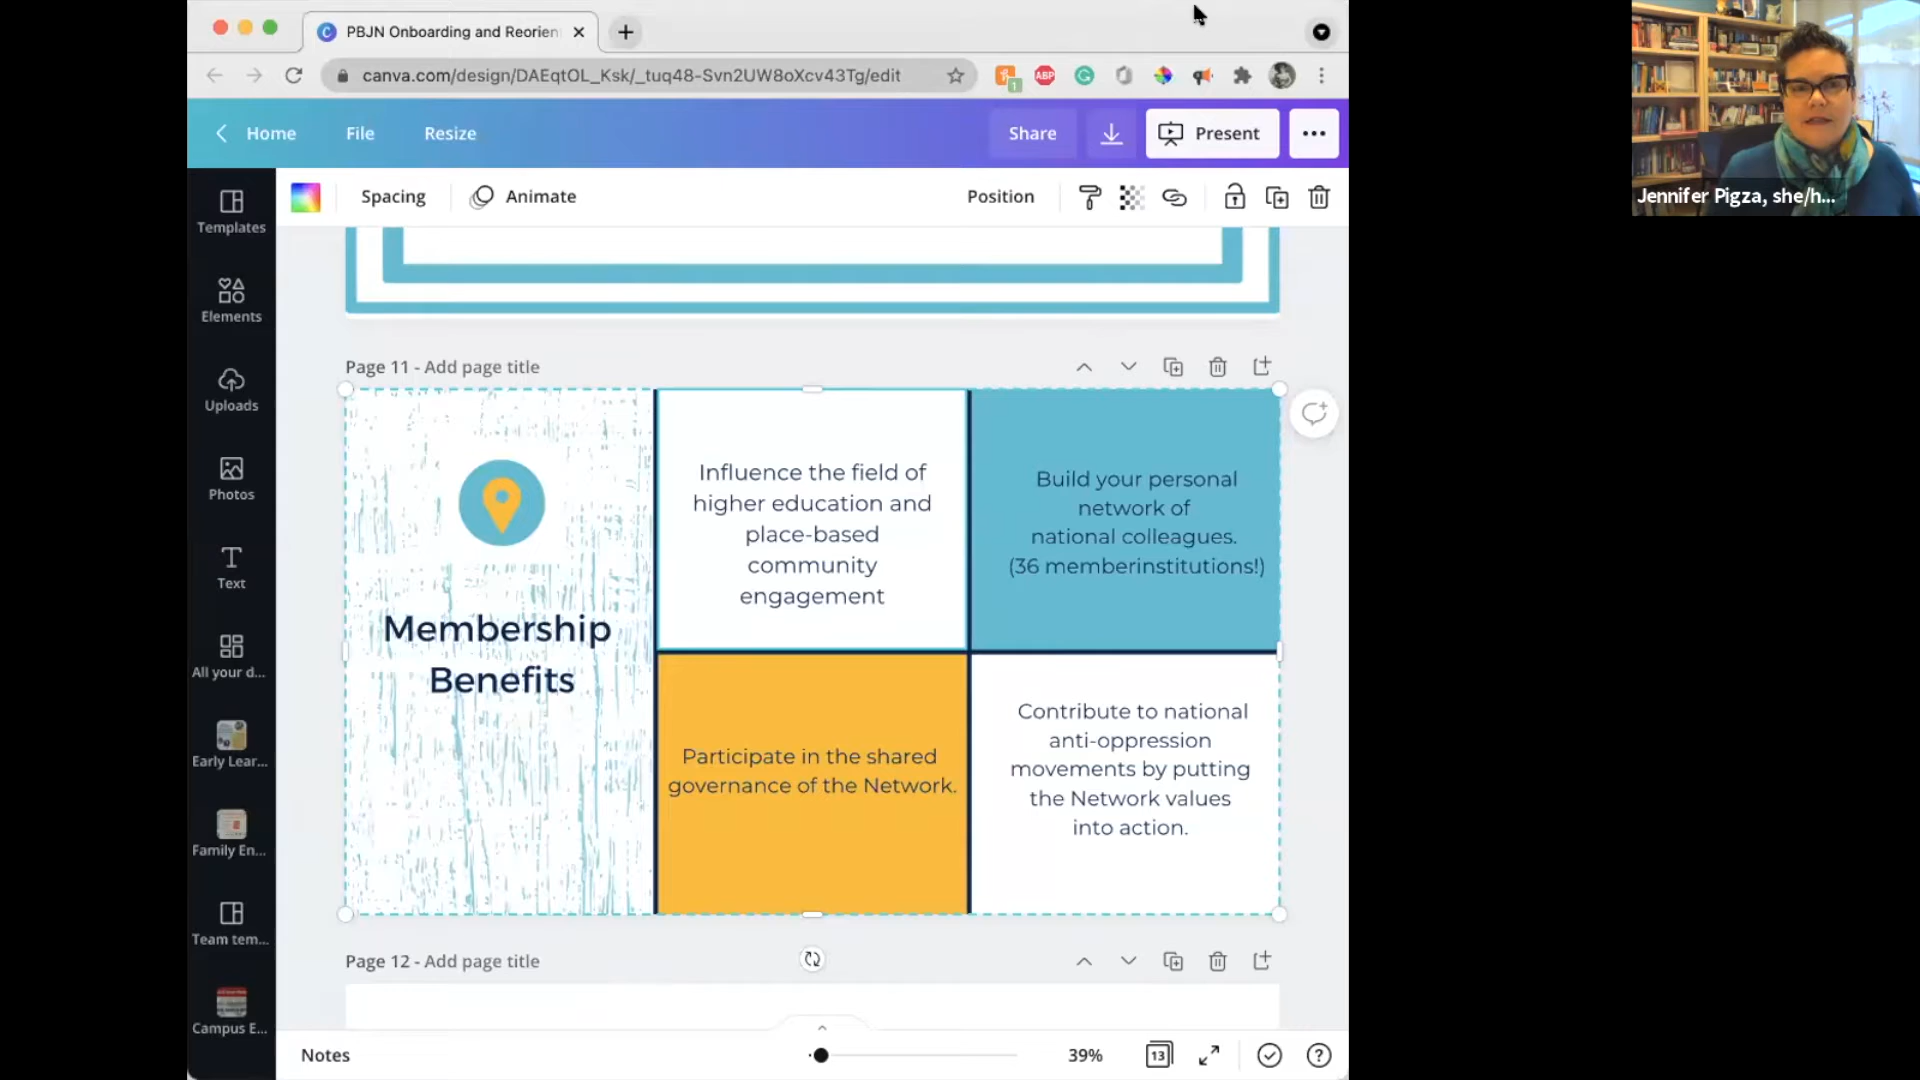 PBJN Onboarding and Reorien
canva.com/design/DAEqtOL_Ksk/_tuq48-Svn2UW8oXcv43Tg/edit
ABP
1
Home
File
Resize
Share
Present
Spacing
Animate
Position
Templates
Elements
Uploads
Photos
Text
All your d...
Early Lear...
Family En...
Team tem...
Campus E...
Page 11 - Add page title
Membership
Benefits
Influence the field of
higher education and
place-based
community
engagement
Build your personal
network of
national colleagues.
(36 memberinstitutions!)
Participate in the shared
governance of the Network.
Contribute to national
anti-oppression
movements by putting
the Network values
into action.
Page 12 - Add page title
Notes
39%
13
Jennifer Pigza, she/h...